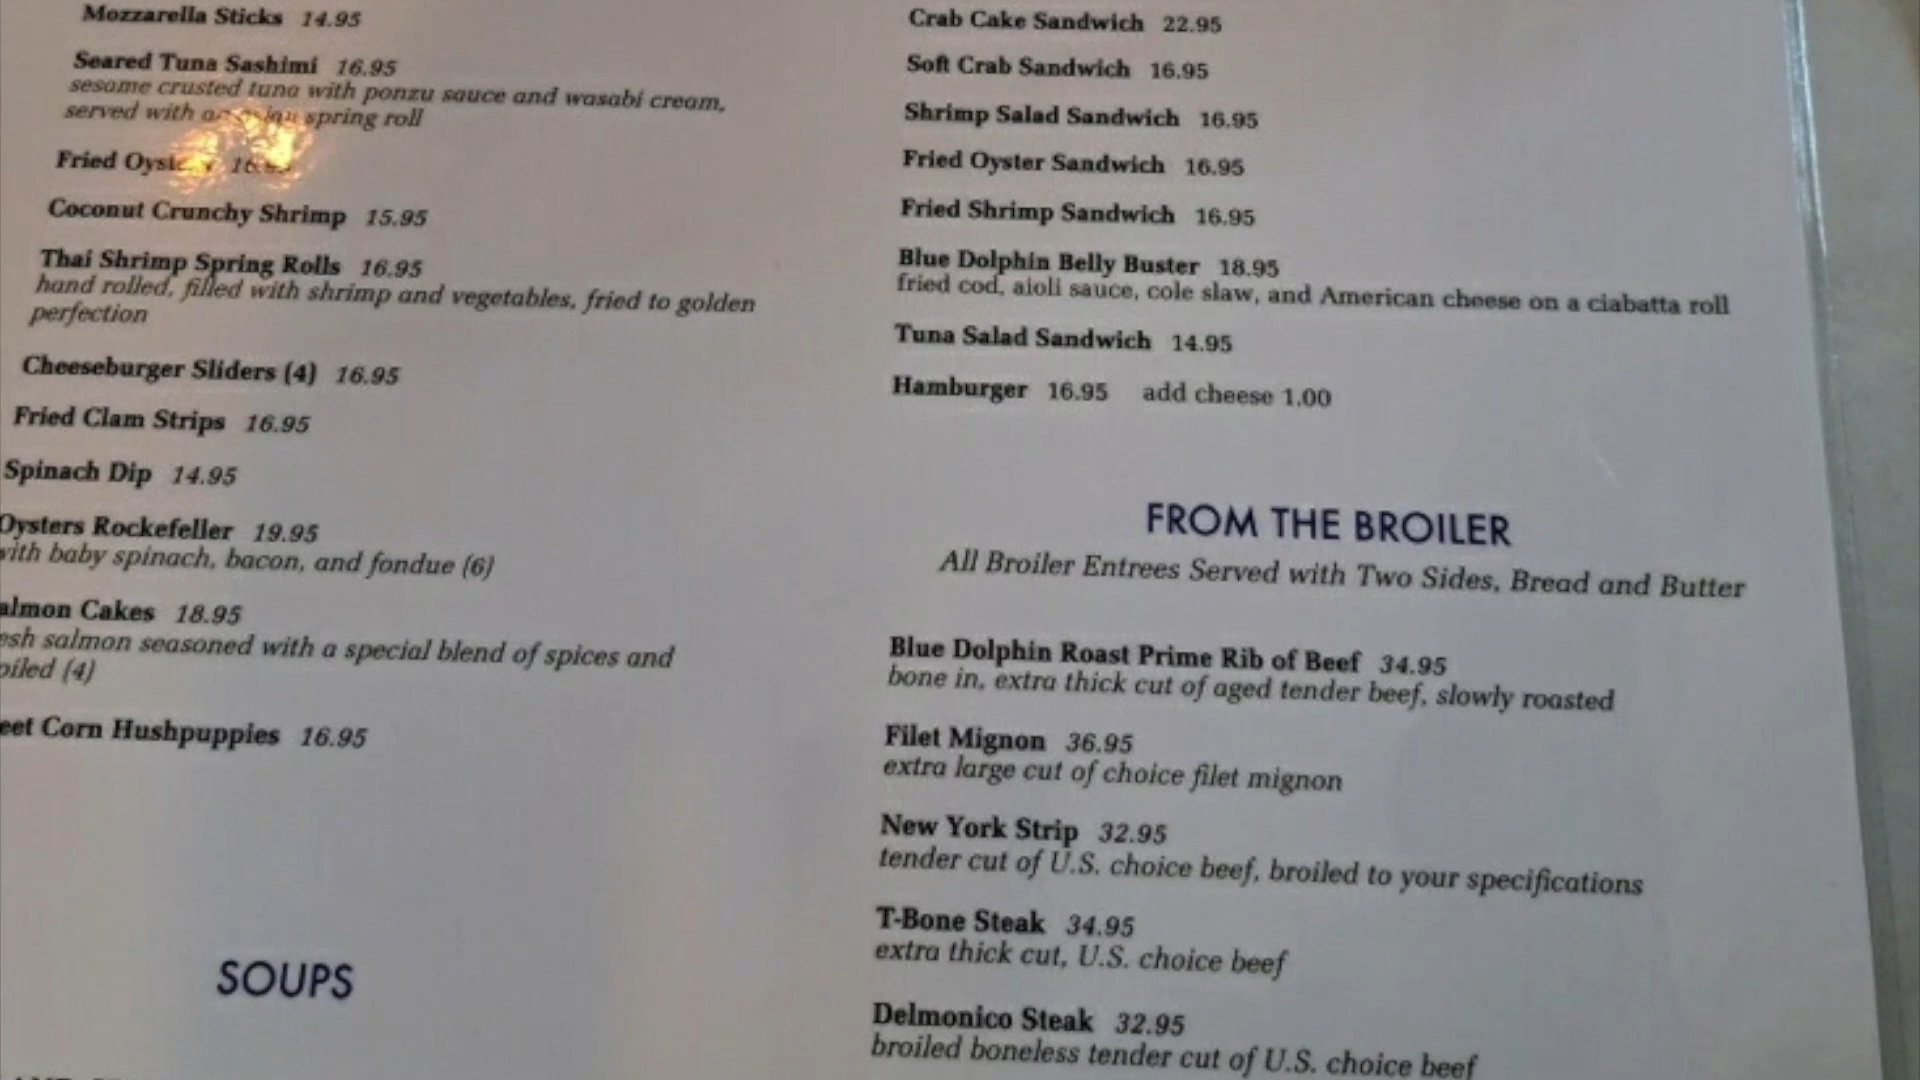 Mozzarella Sticks 14.95
Seared Tuna Sashimi 16.95
sesame crusted tuna with ponzu sauce and wasabi cream,
served with spring roll
Fried
Coconut Crunchy Shrimp 15.95
Thai Shrimp Spring Rolls 16.95
hand rolled, filled with shrimp and vegetables, fried to golden
perfection
Cheeseburger Sliders (4) 16.95
Fried Clam Strips 16.95
Spinach Dip 14.95
Oysters Rockefeller 19.95
with baby spinach, bacon, and fondue (6)
almon Cakes 18.95
esh salmon seasoned with a special blend of spices and
oiled (4)
eet Corn Hushpuppies 16.95
SOUPS
Crab Cake Sandwich 22.95
Soft Crab Sandwich 16.95
Shrimp Salad Sandwich 16.95
Fried Oyster Sandwich 16.95
Fried Shrimp Sandwich 16.95
Blue Dolphin Belly Buster 18.95
fried cod, aioli sauce, cole slaw, and American cheese on a ciabatta roll
Tuna Salad Sandwich 14.95
Hamburger 16.95 add cheese 1.00
FROM THE BROILER
All Broiler Entrees Served with Two Sides, Bread and Butter
Blue Dolphin Roast Prime Rib of Beef 34.95
bone in, extra thick cut of aged tender beef, slowly roasted
Filet Mignon 36.95
extra large cut of choice filet mignon
New York Strip 32.95
tender cut of U.S. choice beef, broiled to your specifications
T-Bone Steak 34.95
extra thick cut, U.S. choice beef
Delmonico Steak 32.95
broiled boneless tender cut of U.S. choice beef